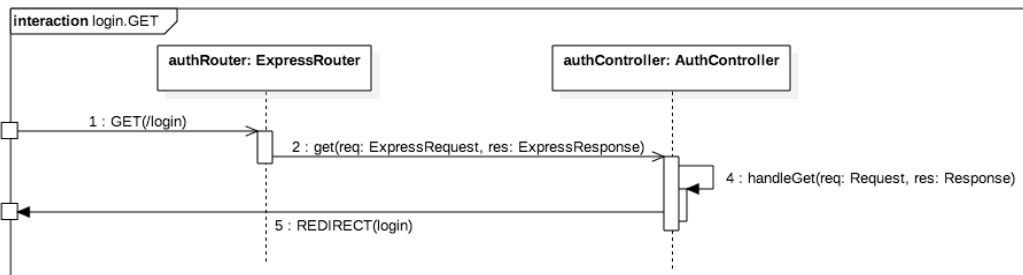 interaction login.GET
authRouter: ExpressRouter
authController: AuthController
1 : GET(/login)
2 : get(req: ExpressRequest, res: ExpressResponse)
4 : handleGet(req: Request, res: Response)
5 : REDIRECT(login)